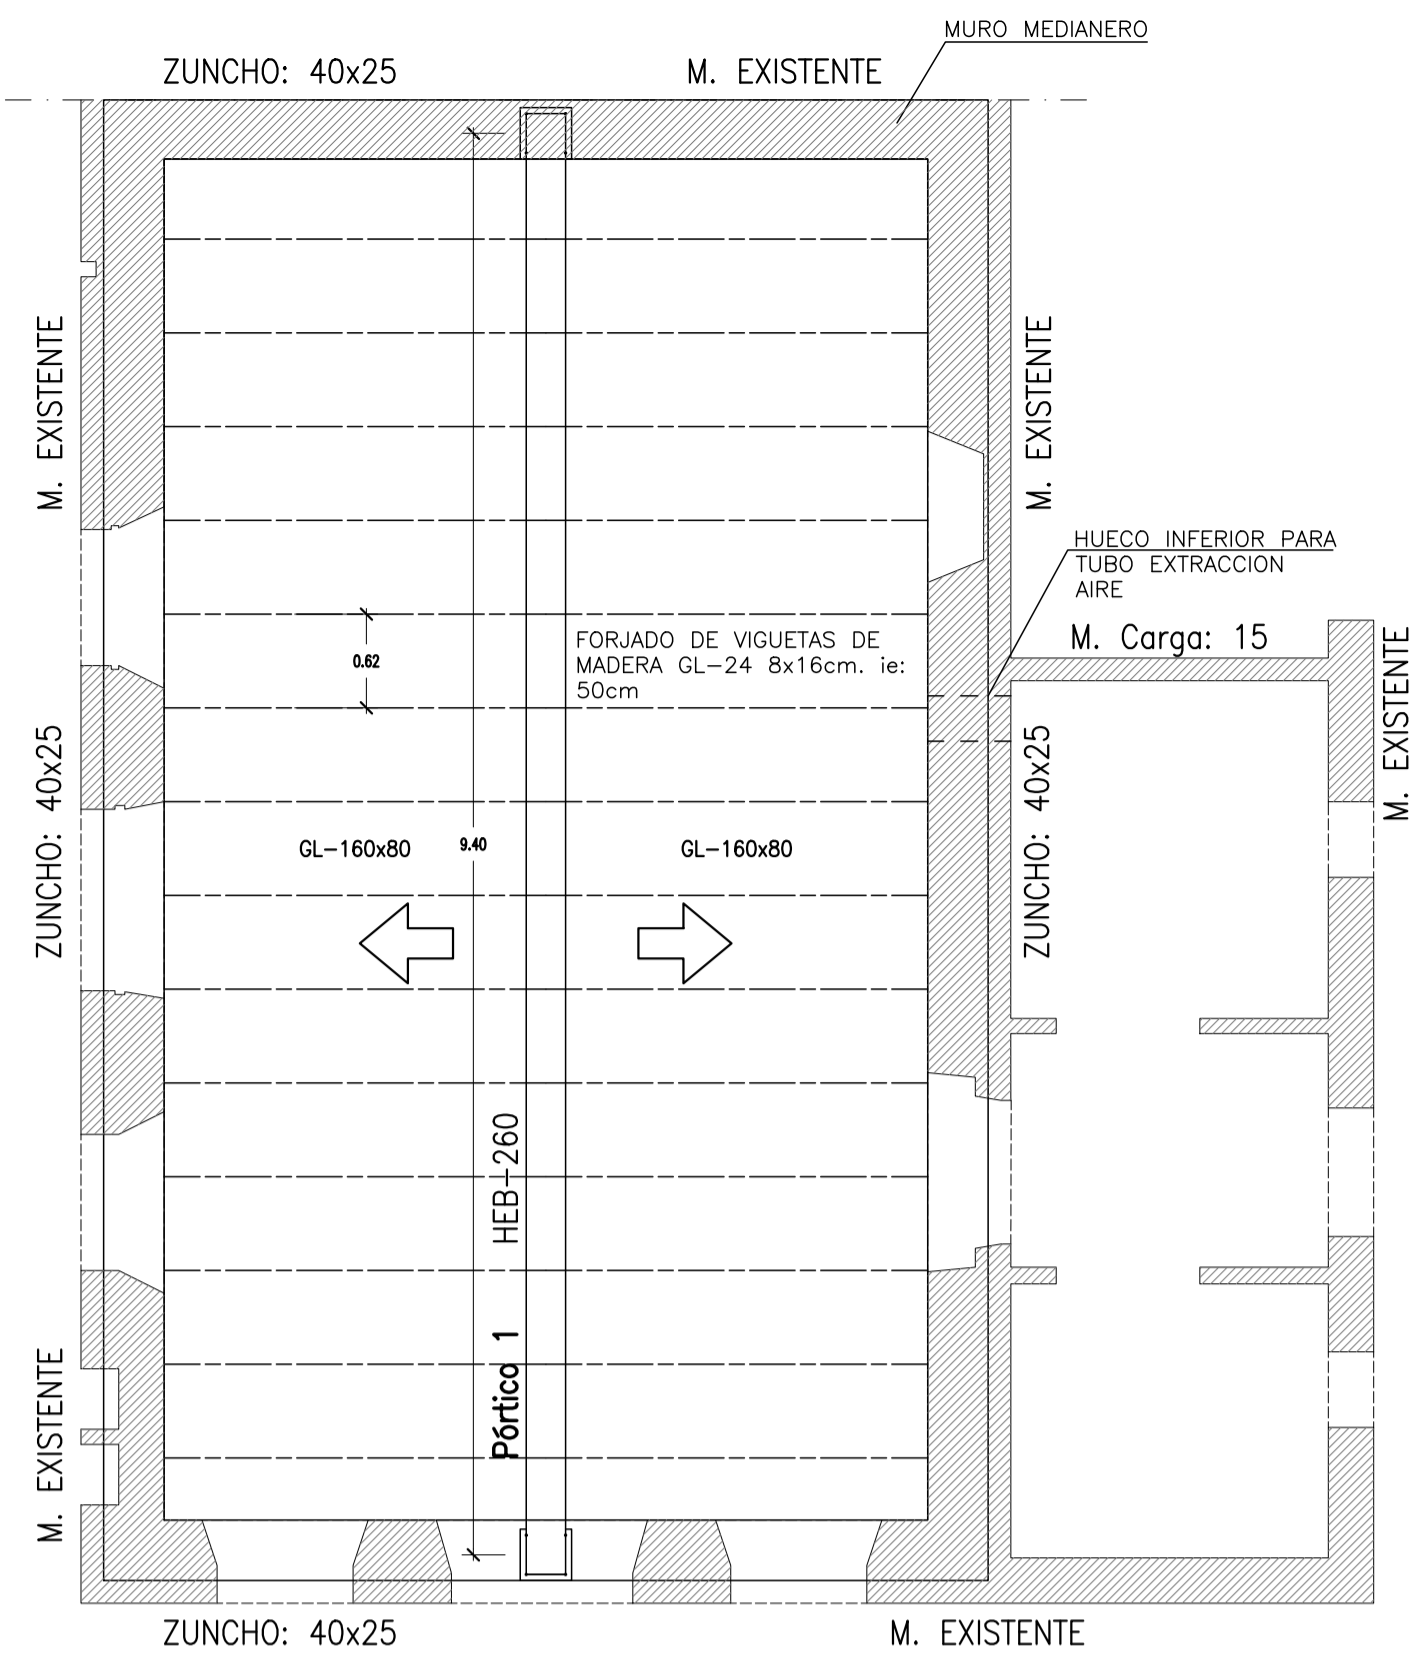 MURO MEDIANERO
ZUNCHO: 40x25
M. EXISTENTE
M. EXISTENTE
M. EXISTENTE
HUECO INFERIOR PARA
TUBO EXTRACCION
AIRE
M. Carga: 15
M. EXISTENTE
0.62
FORJADO DE VIGUETAS DE
MADERA GL-24 8x16cm. ie:
50cm
ZUNCHO: 40x25
ZUNCHO: 40x25
GL-160x80
9.40
GL-160x80
HEB-260
Pórtico 1
M. EXISTENTE
ZUNCHO: 40x25
M. EXISTENTE